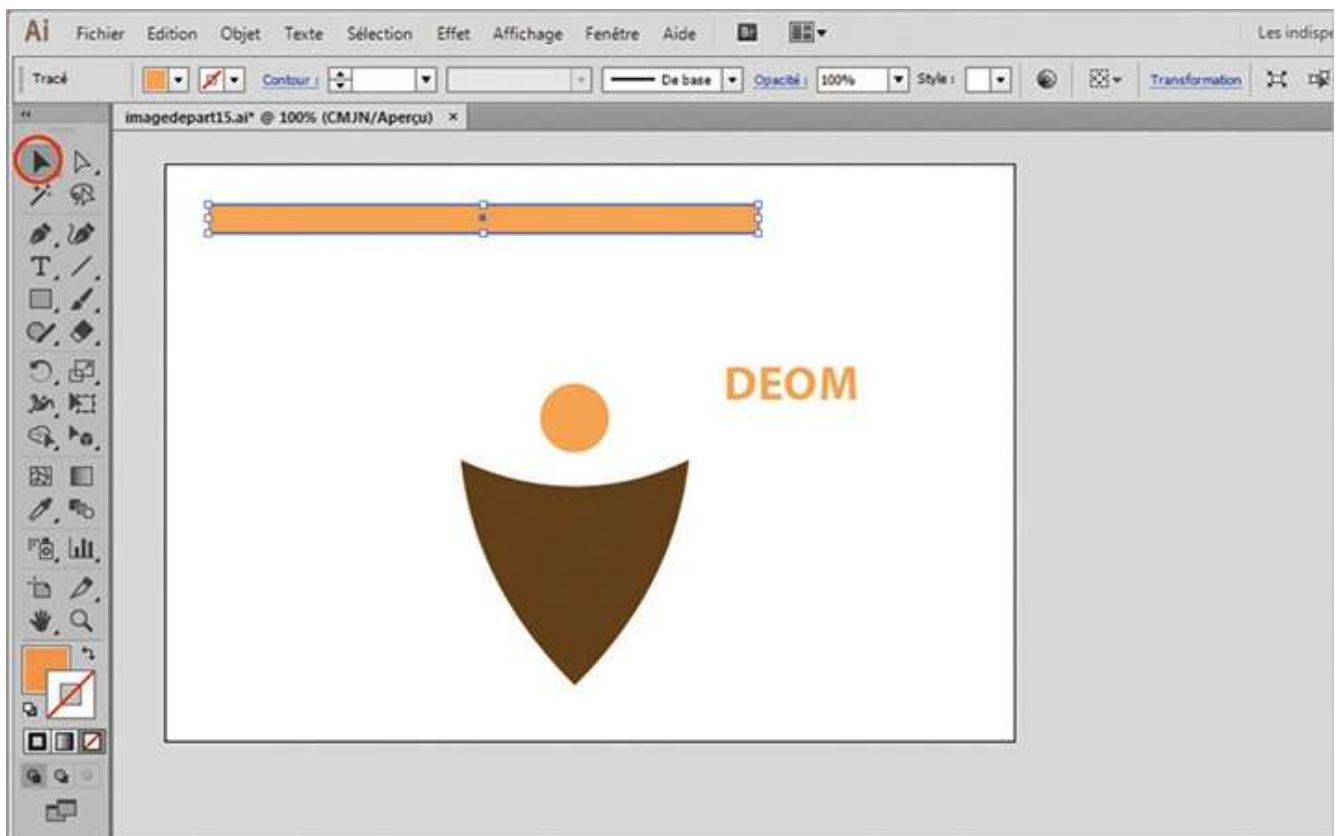 Ai Fichier Edition Objet Texte Sélection Effet Affichage Fenêtre Aide Br Les indispe
Tracé Contour : De base Opacité : 100% Style : Transformation
imagedepart15.ai* @ 100% (CMJN/Aperçu) ×
DEOM